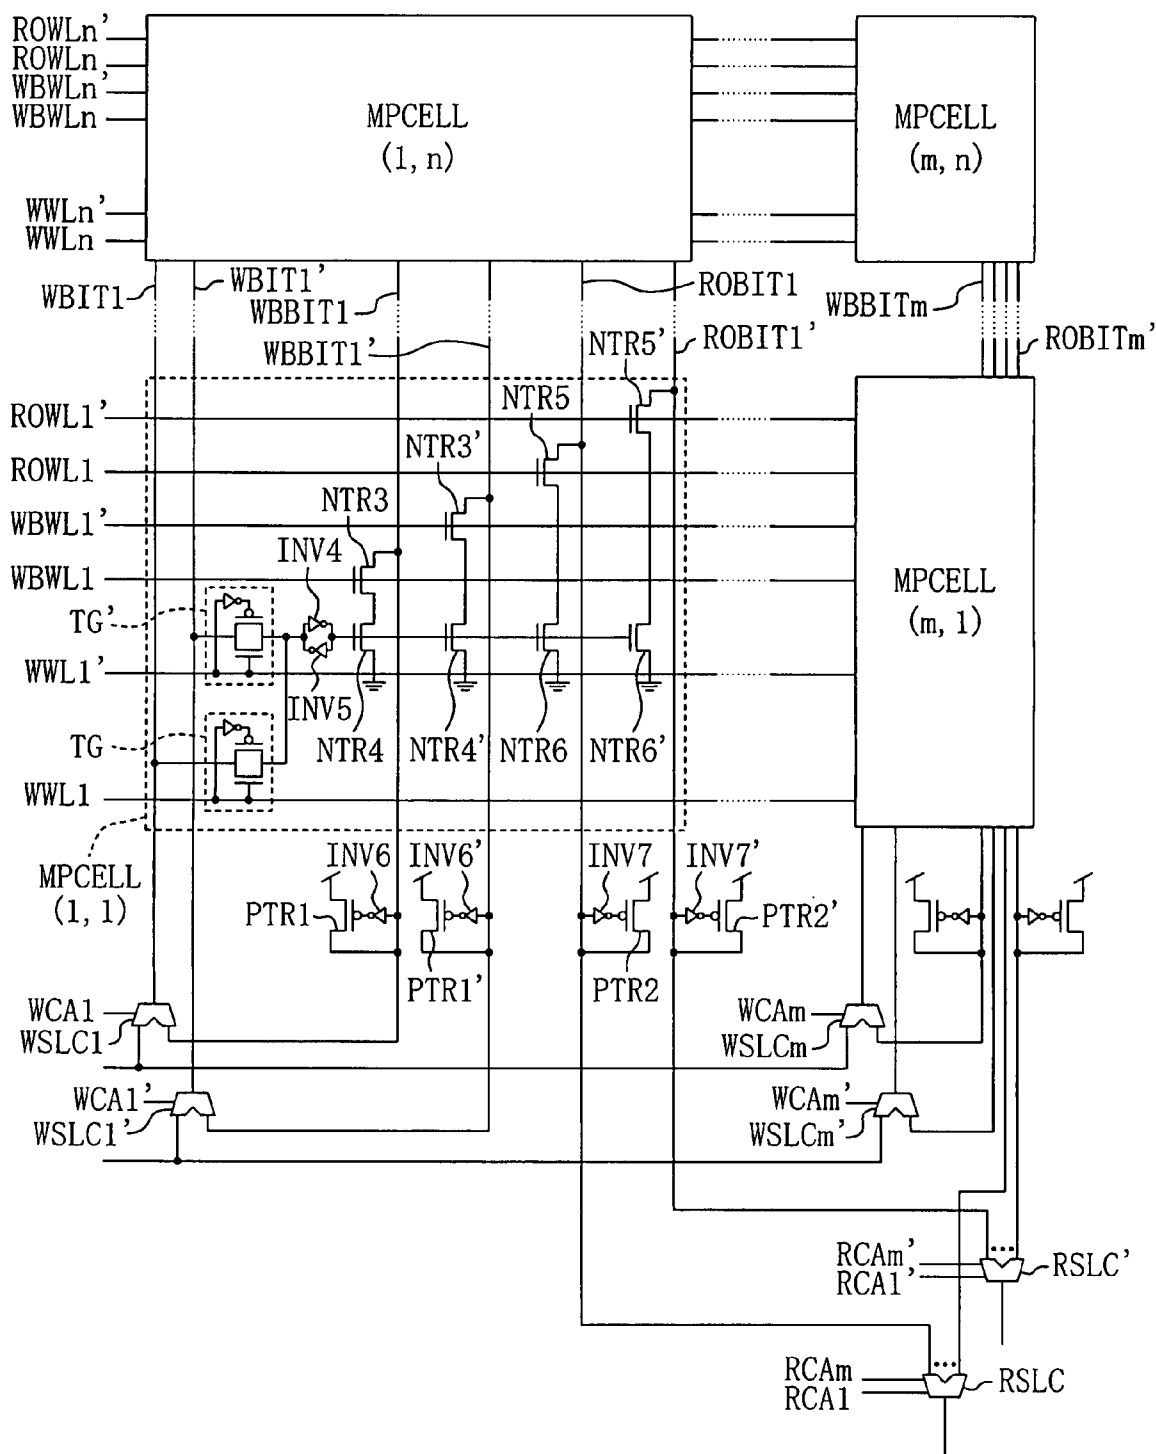 ROWLn'
ROWLn
WBWLn'
WBWLn
MPCELL
(1,n)
MPCELL
(m,n)
WWLn'
WWLn
WBIT1
WBIT1'
WBBIT1
WBBIT1'
ROBIT1
ROBIT1'
WBBITm
ROBITm'
NTR5'
ROWL1'
NTR5
NTR3'
ROWL1
NTR3
WBWL1'
INV4
WBWL1
MPCELL
(m,1)
TG'
WWL1'
INV5
NTR4
NTR4'
NTR6
NTR6'
TG
WWL1
MPCELL
(1,1)
INV6
INV6'
INV7
INV7'
PTR1
PTR2'
PTR1'
PTR2
WCA1
WSLC1
WCAm
WSLCm
WCA1'
WSLC1'
WCAm'
WSLCm'
RCAm'
RCA1'
RSLC'
RCAm
RCA1
RSLC